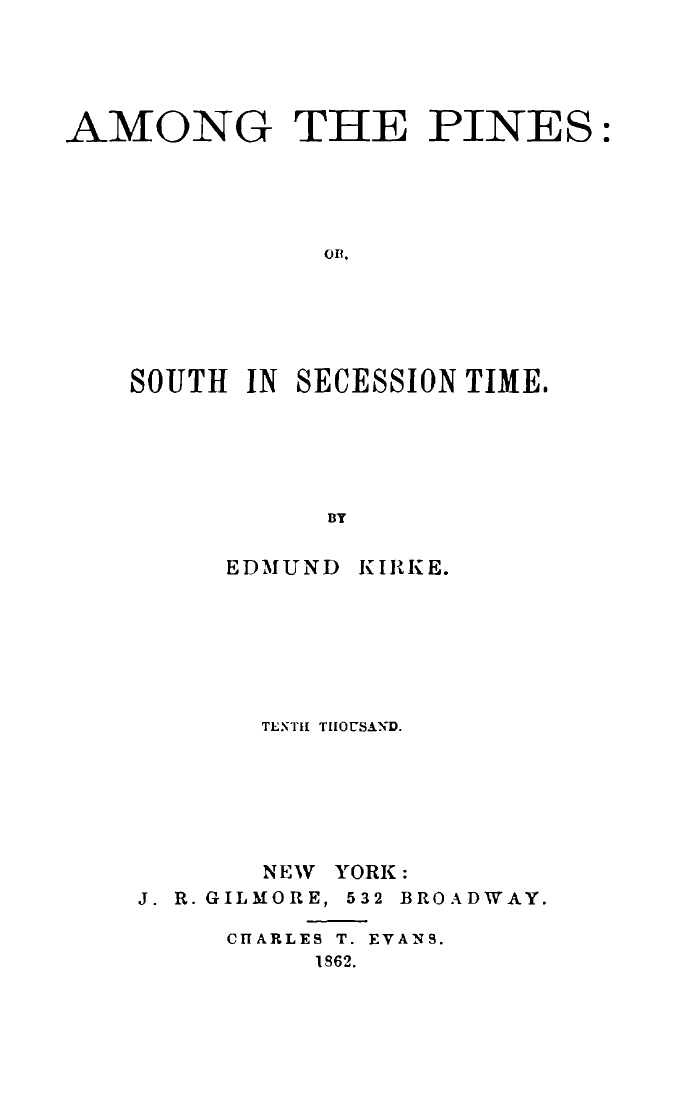 AMONG THE PINES:
OR,
SOUTH IN SECESSION TIME.
BY
EDMUND KIRKE.
TENTH THOUSAND.
NEW YORK:
J. R. GILMORE, 532 BROADWAY.
CHARLES T. EVANS.
1862.